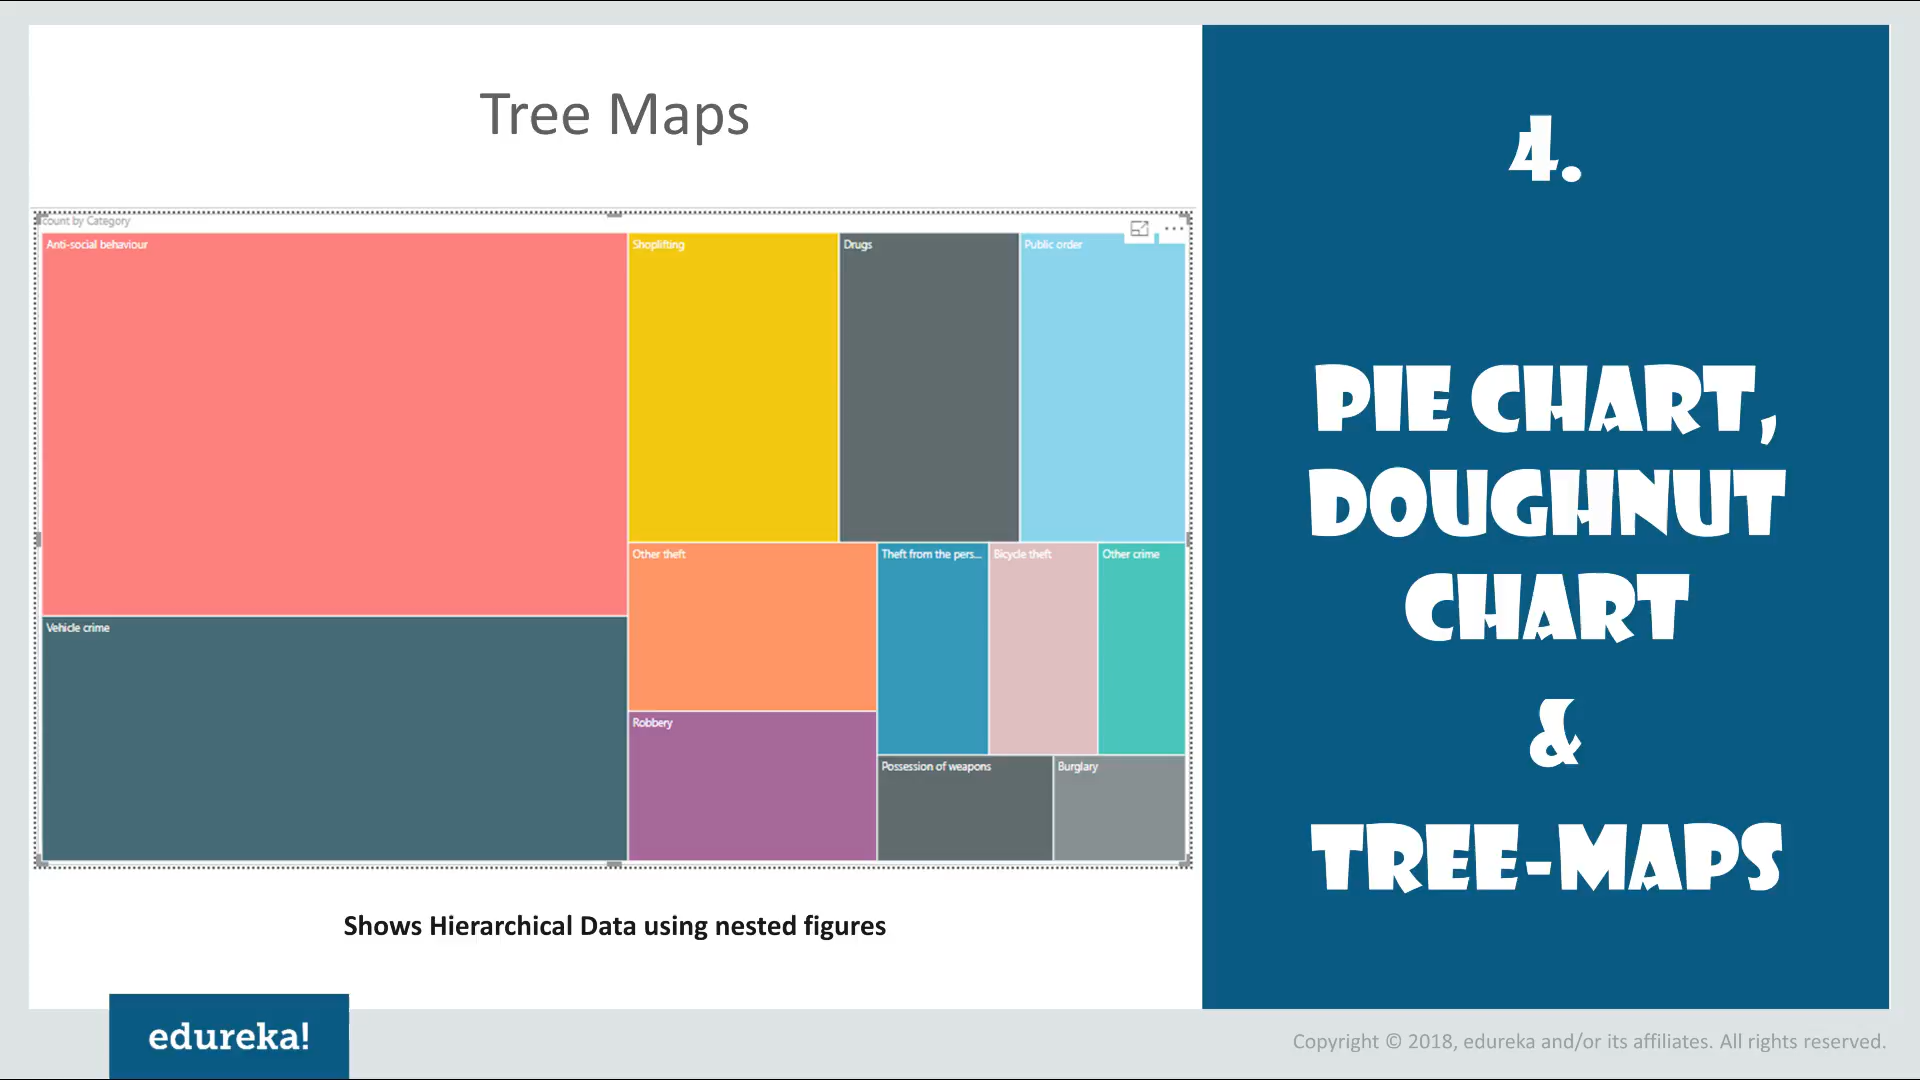 Tree Maps
count by Category
Anti-social behaviour
Shoplifting
Drugs
Public order
Vehicle crime
Other theft
Theft from the pers...
Bicycle theft
Other crime
Robbery
Possession of weapons
Burglary
Shows Hierarchical Data using nested figures
4.
PIE CHART,
DOUGHNUT
CHART
&
TREE-MAPS
edureka!
Copyright © 2018, edureka and/or its affiliates. All rights reserved.